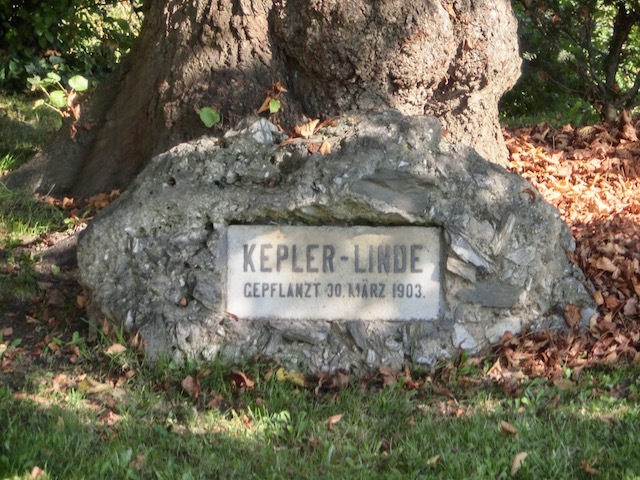 KEPLER-LINDE
GEPFLANZT 30. MÄRZ 1903.